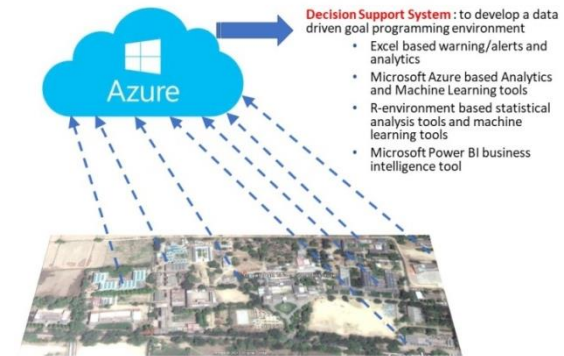 Decision Support System : to develop a data
driven goal programming environment
• Excel based warning/alerts and
analytics
• Microsoft Azure based Analytics
and Machine Learning tools
• R-environment based statistical
analysis tools and machine
learning tools
• Microsoft Power BI business
intelligence tool
Azure